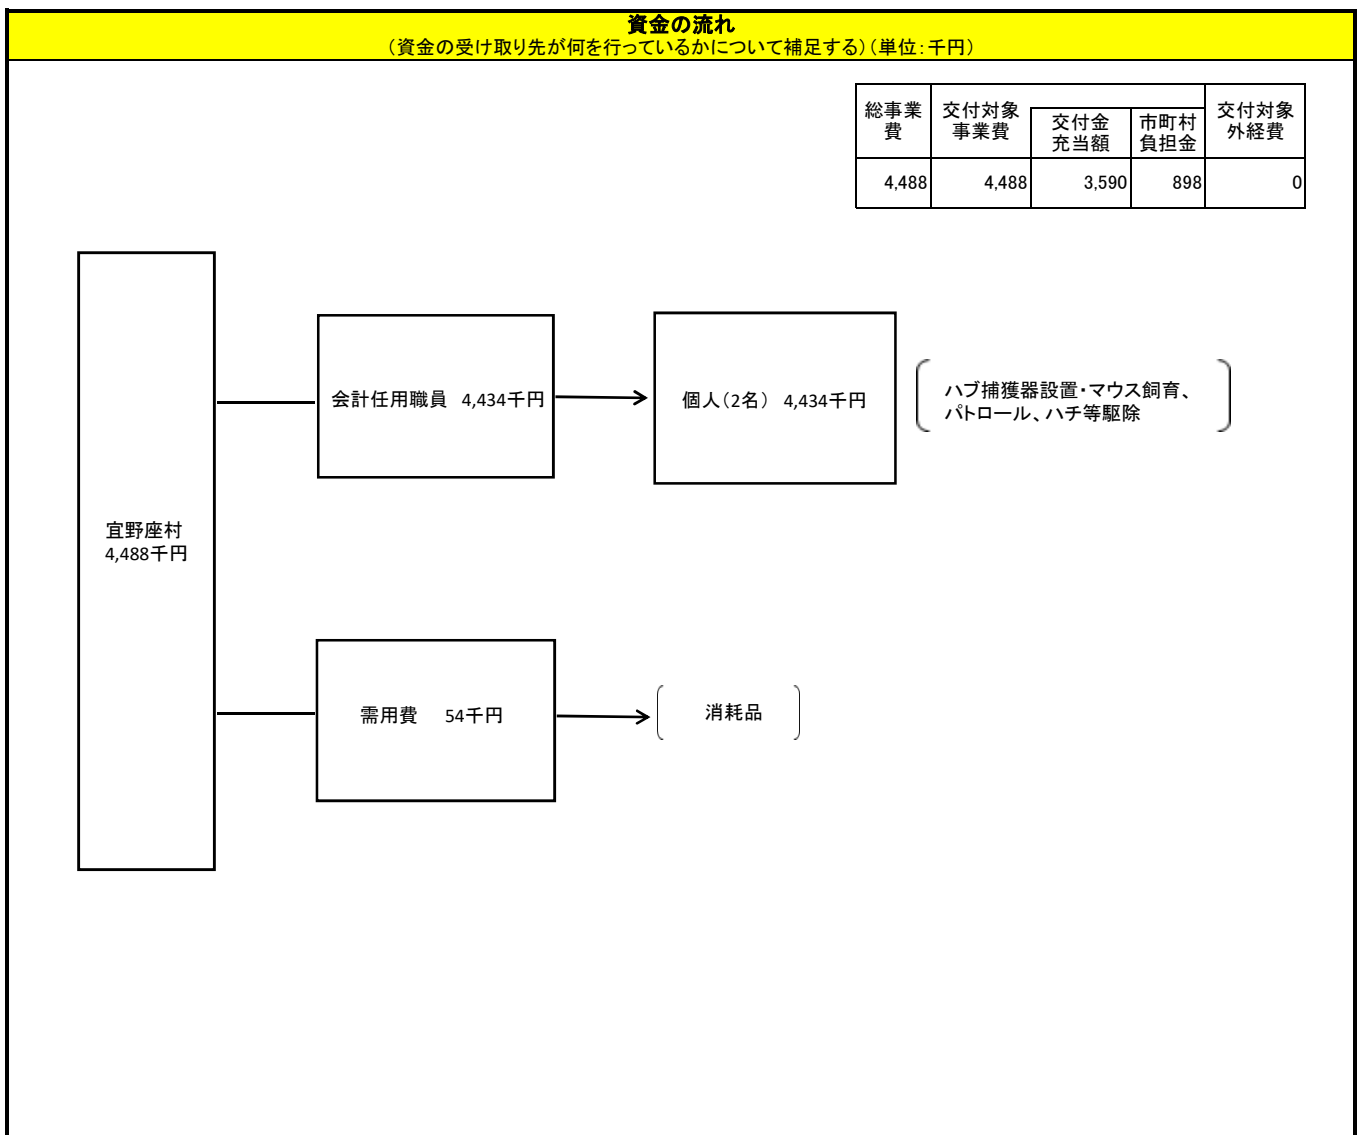 資金の流れ
（資金の受け取り先が何を行っているかについて補足する）（単位：千円）
総事業
費
交付対象
事業費
交付金
充当額
市町村
負担金
交付対象
外経費
4,488
4,488
3,590
898
0
会計任用職員 4,434千円
個人（2名） 4,434千円
ハブ捕獲器設置・マウス飼育、
パトロール、ハチ等駆除
宜野座村
4,488千円
需用費 54千円
消耗品